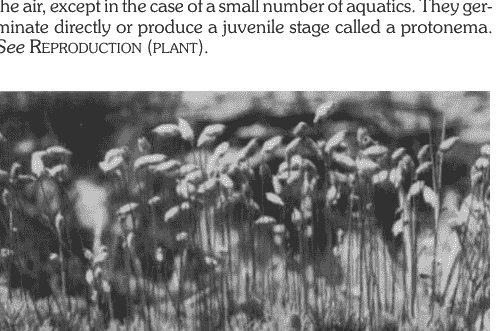 the air, except in the case of a small number of aquatics. They ger-
minate directly or produce a juvenile stage called a protonema.
See REPRODUCTION (PLANT).